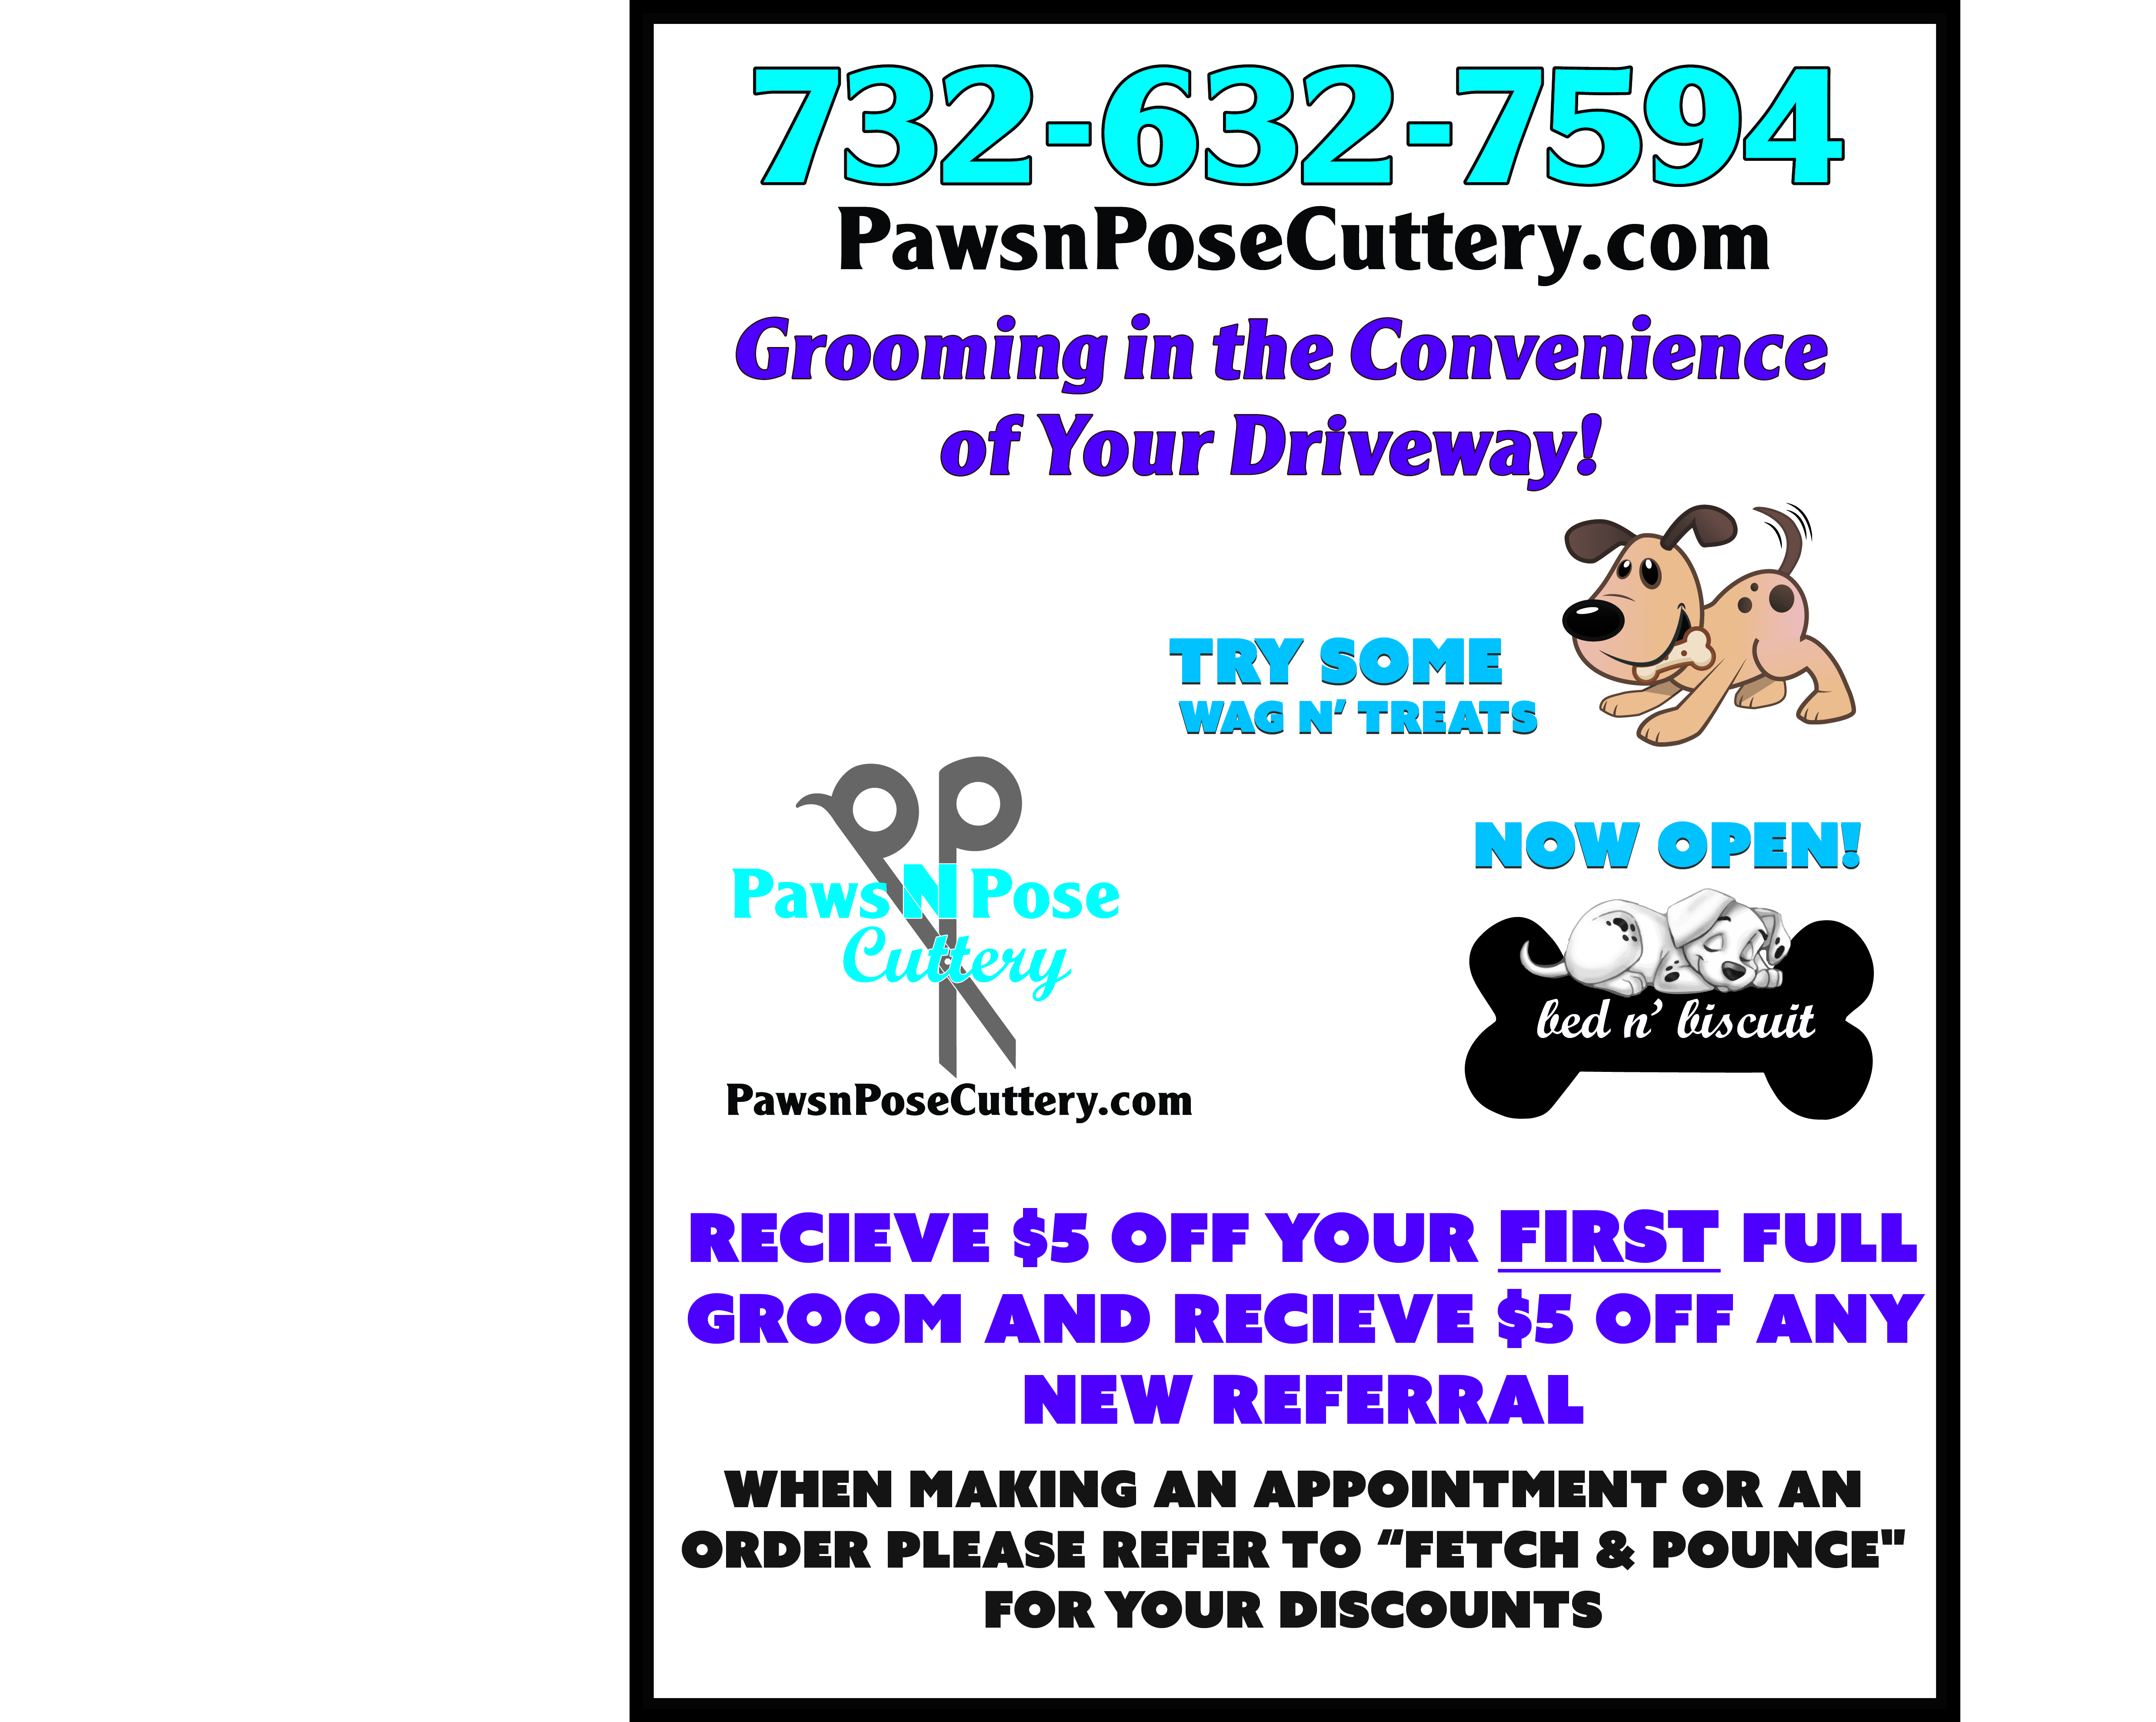 732-632-7594
PawsnPoseCuttery.com
Grooming in the Convenience
of Your Driveway!
TRY SOME
WAG N’ TREATS
NOW OPEN!
Paws N Pose
Cuttery
bed n’ biscuit
PawsnPoseCuttery.com
RECIEVE $5 OFF YOUR FIRST FULL
GROOM AND RECIEVE $5 OFF ANY
NEW REFERRAL
WHEN MAKING AN APPOINTMENT OR AN
ORDER PLEASE REFER TO “FETCH & POUNCE"
FOR YOUR DISCOUNTS